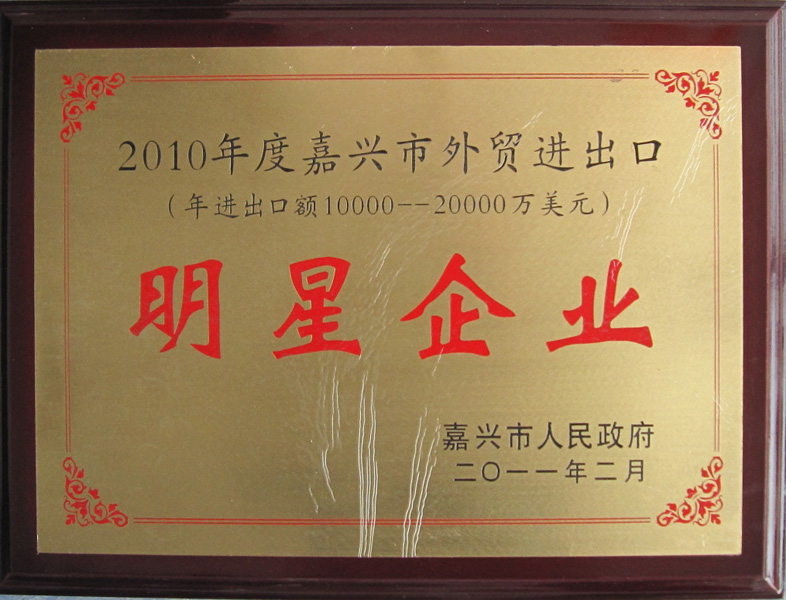 2010年度嘉兴市外贸进出口
（年进出口额10000--20000万美元）
明星企业
嘉兴市人民政府
二〇一一年二月